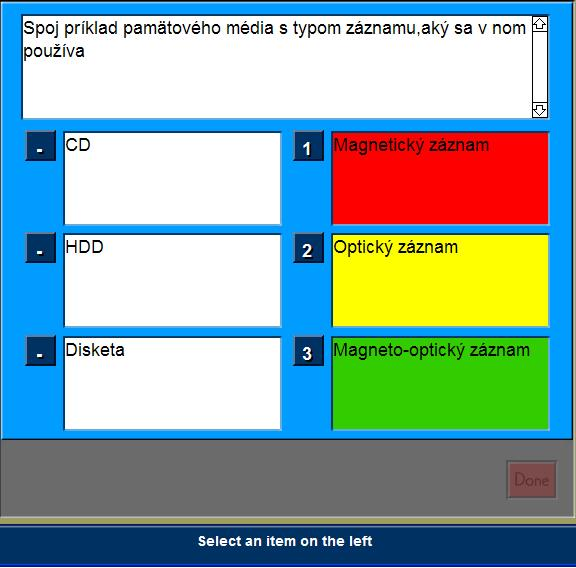 Spoj príklad pamätového média s typom záznamu,aký sa v nom
používa
- CD 1 Magnetický záznam
- HDD 2 Optický záznam
- Disketa 3 Magneto-optický záznam
Done
Select an item on the left